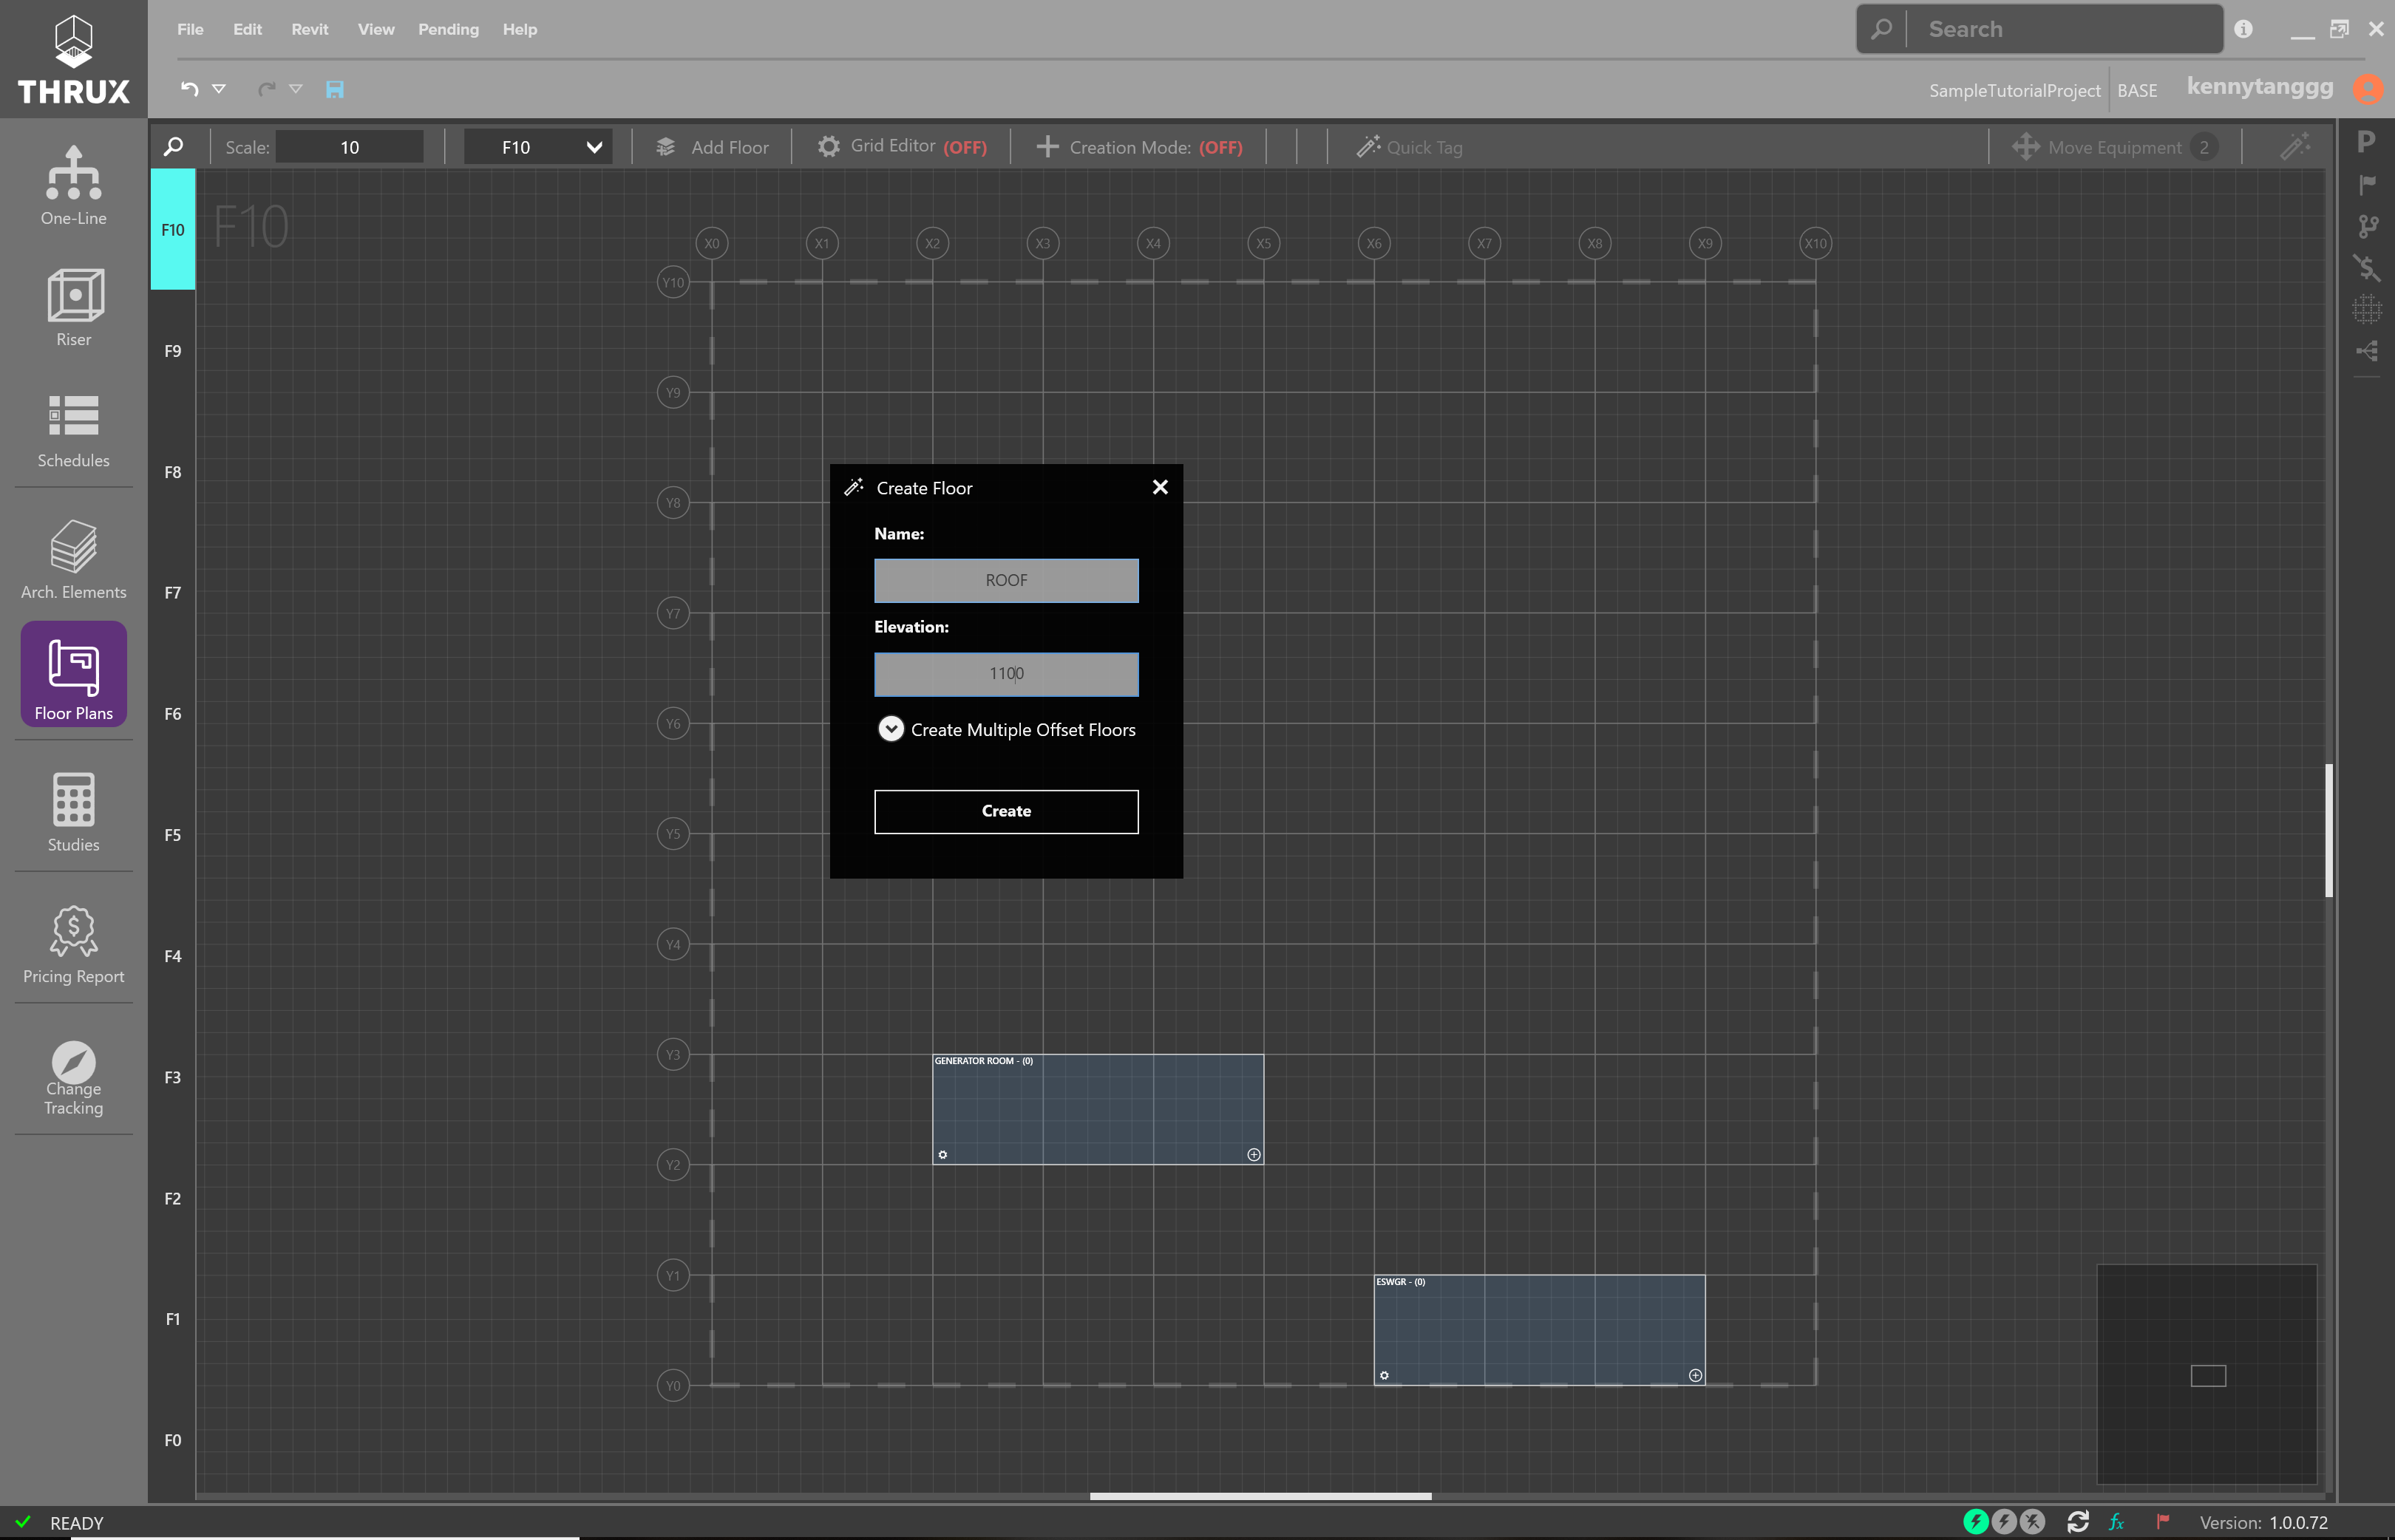 THRUX
File Edit Revit View Pending Help
Search
SampleTutorialProject BASE kennytanggg
Scale: 10 F10 Add Floor Grid Editor (OFF) Creation Mode: (OFF) Quick Tag Move Equipment 2
P
One-Line
Riser
Schedules
Arch. Elements
Floor Plans
Studies
Pricing Report
Change
Tracking
F10
F9
F8
F7
F6
F5
F4
F3
F2
F1
F0
F10
X0 X1 X2 X3 X4 X5 X6 X7 X8 X9 X10
Y10
Y9
Y8
Y7
Y6
Y5
Y4
Y3
Y2
Y1
Y0
Create Floor
Name:
ROOF
Elevation:
1100
Create Multiple Offset Floors
Create
GENERATOR ROOM - (0)
ESWGR - (0)
READY
fx
Version: 1.0.0.72